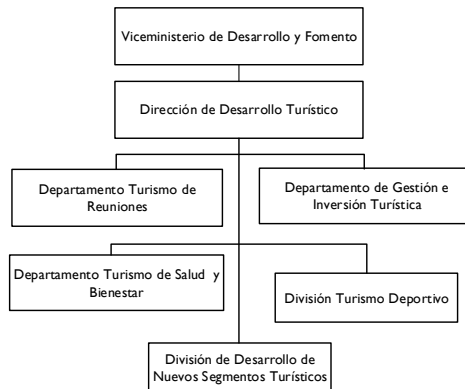 Viceministerio de Desarrollo y Fomento
Dirección de Desarrollo Turístico
Departamento Turismo de
Reuniones
Departamento de Gestión e
Inversión Turística
Departamento Turismo de Salud y
Bienestar
División Turismo Deportivo
División de Desarrollo de
Nuevos Segmentos Turísticos